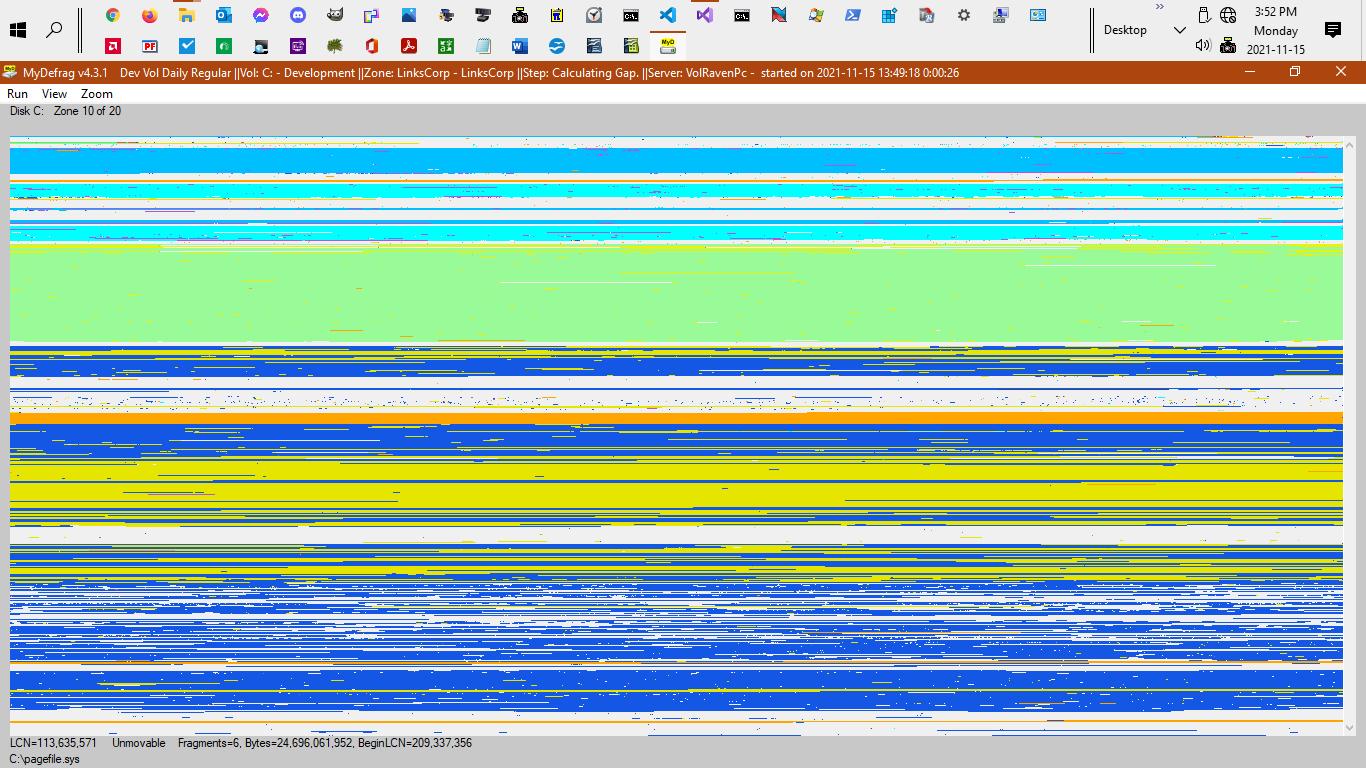 3:52 PM
Desktop
Monday
2021-11-15
MyDefrag v4.3.1    Dev Vol Daily Regular ||Vol: C: - Development ||Zone: LinksCorp - LinksCorp ||Step: Calculating Gap. ||Server: VolRavenPc -  started on 2021-11-15 13:49:18 0:00:26
Run View Zoom
Disk C:   Zone 10 of 20
LCN=113,635,571    Unmovable    Fragments=6, Bytes=24,696,061,952, BeginLCN=209,337,356
C:\pagefile.sys